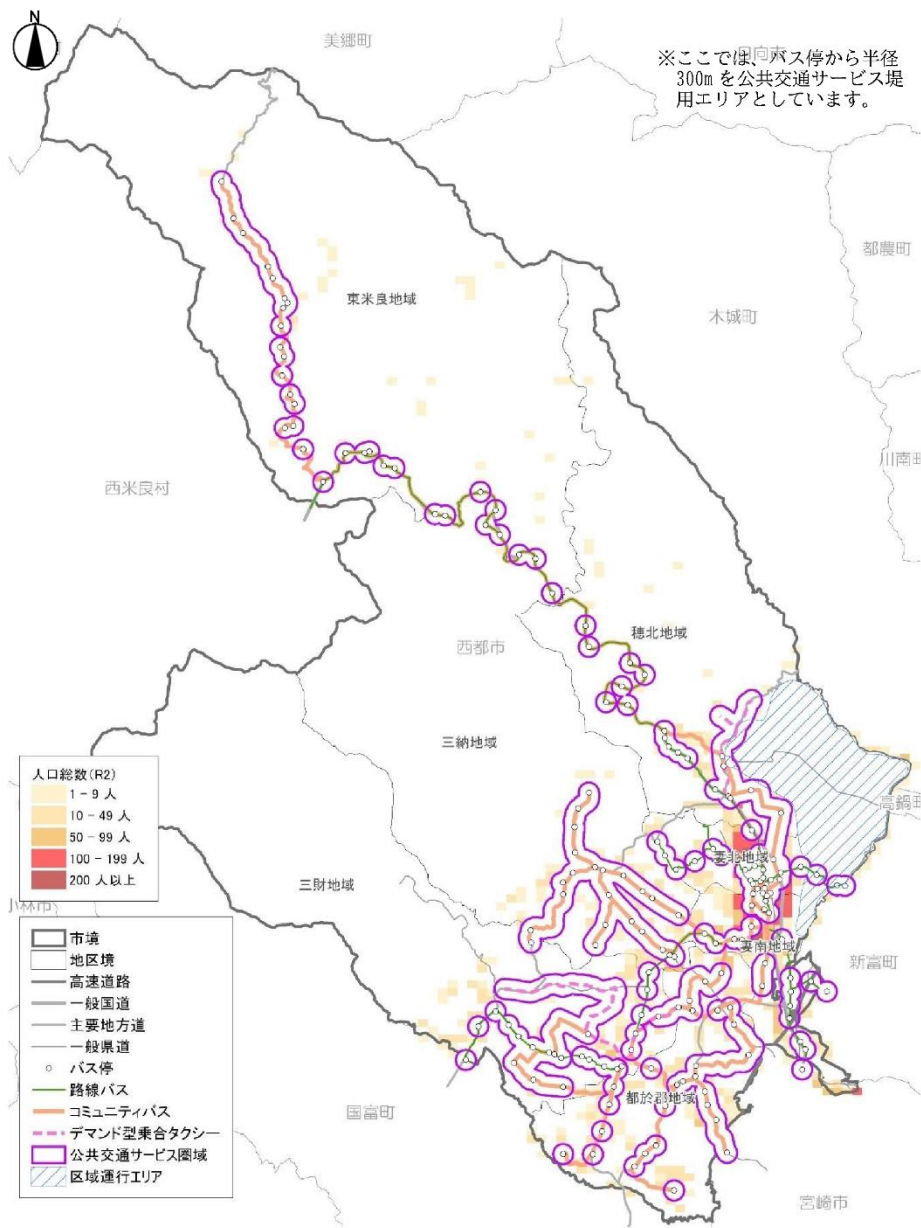 N
美郷町
日向市
※ここでは、バス停から半径
300m を公共交通サービス堤
用エリアとしています。
都農町
東米良地域
木城町
川南町
西米良村
穂北地域
西都市
三納地域
人口総数(R2)
1 - 9 人
10 - 49 人
50 - 99 人
100 - 199 人
200 人以上
高鍋町
妻北地域
三財地域
小林市
妻南地域
新富町
市境
地区境
高速道路
一般国道
主要地方道
一般県道
バス停
路線バス
コミュニティバス
デマンド型乗合タクシー
公共交通サービス圏域
区域運行エリア
国富町
都於郡地域
宮崎市